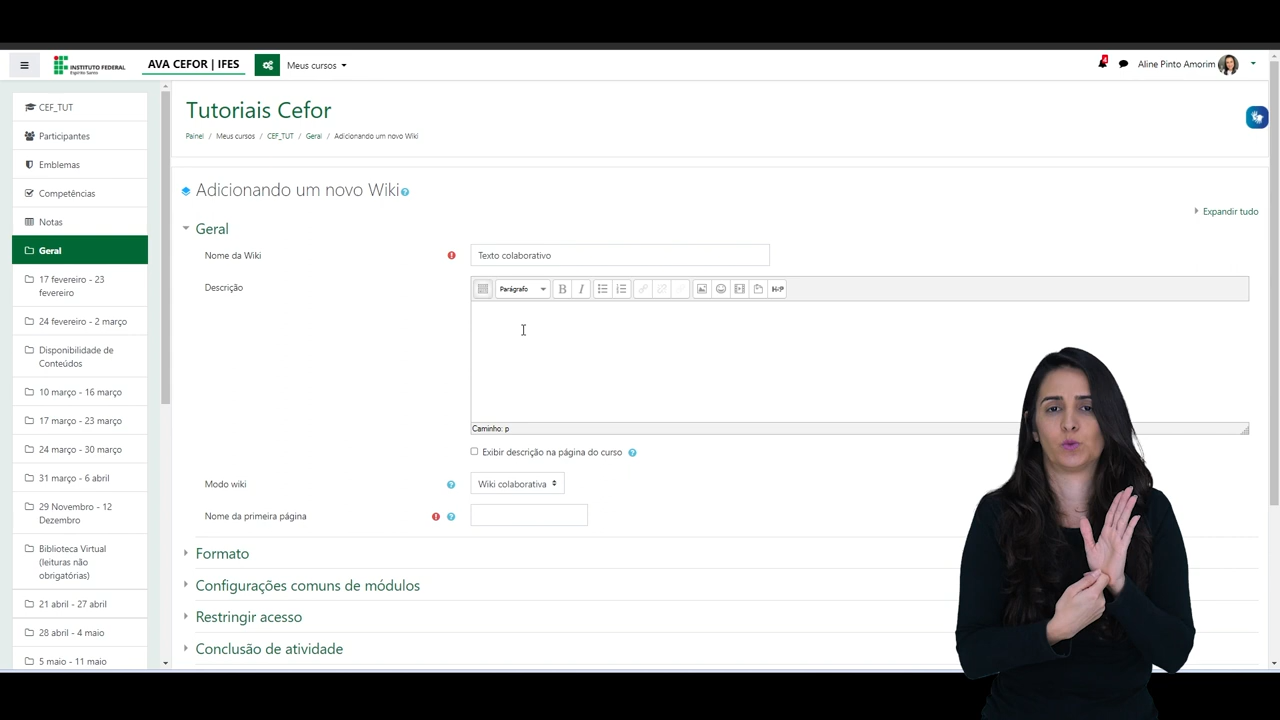 INSTITUTO FEDERAL
Espírito Santo
AVA CEFOR | IFES
Meus cursos
Aline Pinto Amorim
CEF_TUT
Participantes
Emblemas
Competências
Notas
Geral
17 fevereiro - 23
fevereiro
24 fevereiro - 2 março
Disponibilidade de
Conteúdos
10 março - 16 março
17 março - 23 março
24 março - 30 março
31 março - 6 abril
29 Novembro - 12
Dezembro
Biblioteca Virtual
(leituras não
obrigatórias)
21 abril - 27 abril
28 abril - 4 maio
5 maio - 11 maio
Tutoriais Cefor
Painel / Meus cursos / CEF_TUT / Geral / Adicionando um novo Wiki
Adicionando um novo Wiki
Expandir tudo
Geral
Nome da Wiki
Texto colaborativo
Descrição
Parágrafo
B I
H-P
Caminho: p
Exibir descrição na página do curso
Modo wiki
Wiki colaborativa
Nome da primeira página
Formato
Configurações comuns de módulos
Restringir acesso
Conclusão de atividade